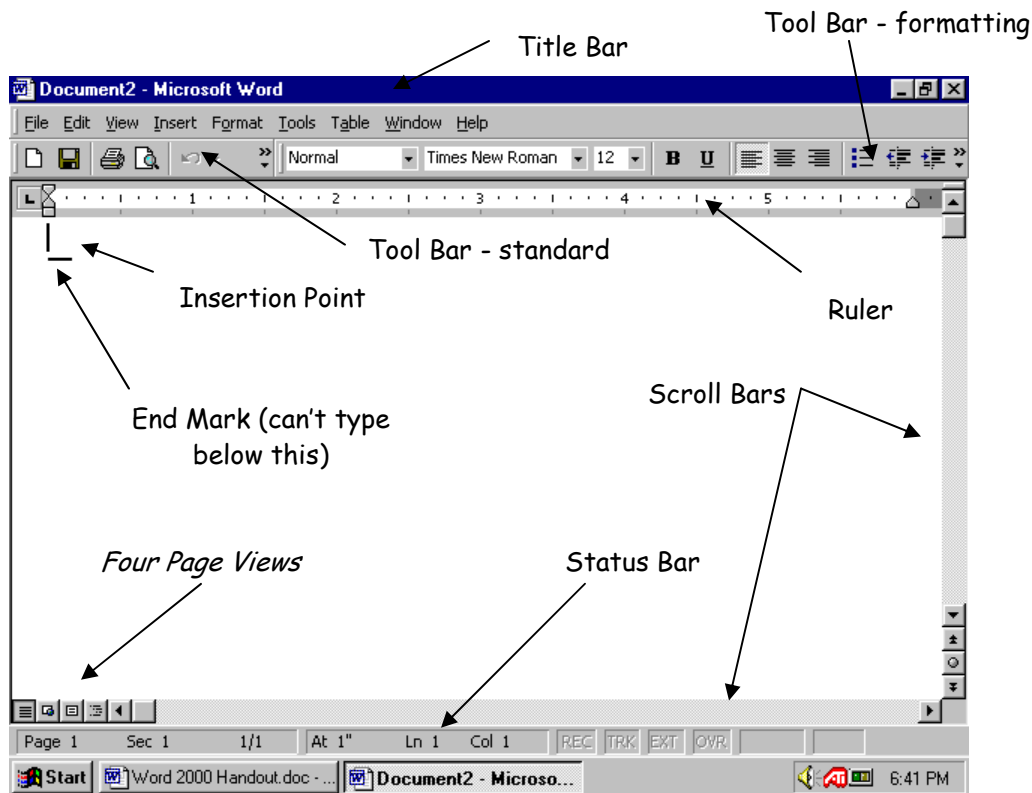 Tool Bar - formatting
Title Bar
Document2 - Microsoft Word
File Edit View Insert Format Tools Table Window Help
Normal Times New Roman 12 B U
1 2 3 4 5
Tool Bar - standard
Insertion Point
Ruler
Scroll Bars
End Mark (can't type
below this)
Four Page Views
Status Bar
Page 1 Sec 1 1/1 At 1" Ln 1 Col 1 REC TRK EXT OVR
Start Word 2000 Handout.doc - ... Document2 - Microso... ATI 6:41 PM